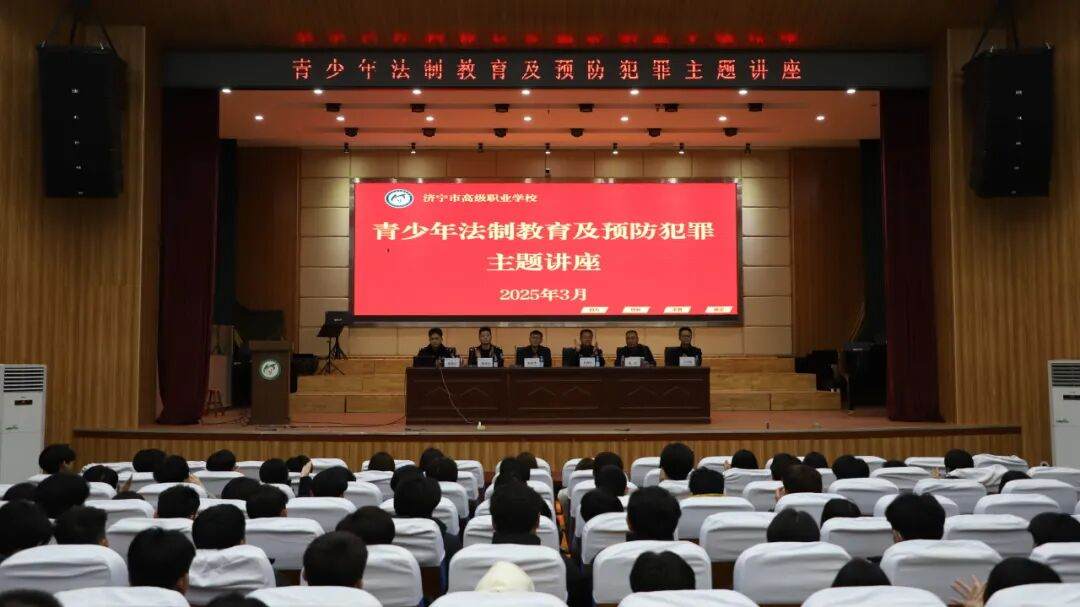 青少年法制教育及预防犯罪主题讲座
济宁市高级职业学校
青少年法制教育及预防犯罪
主题讲座
2025年3月